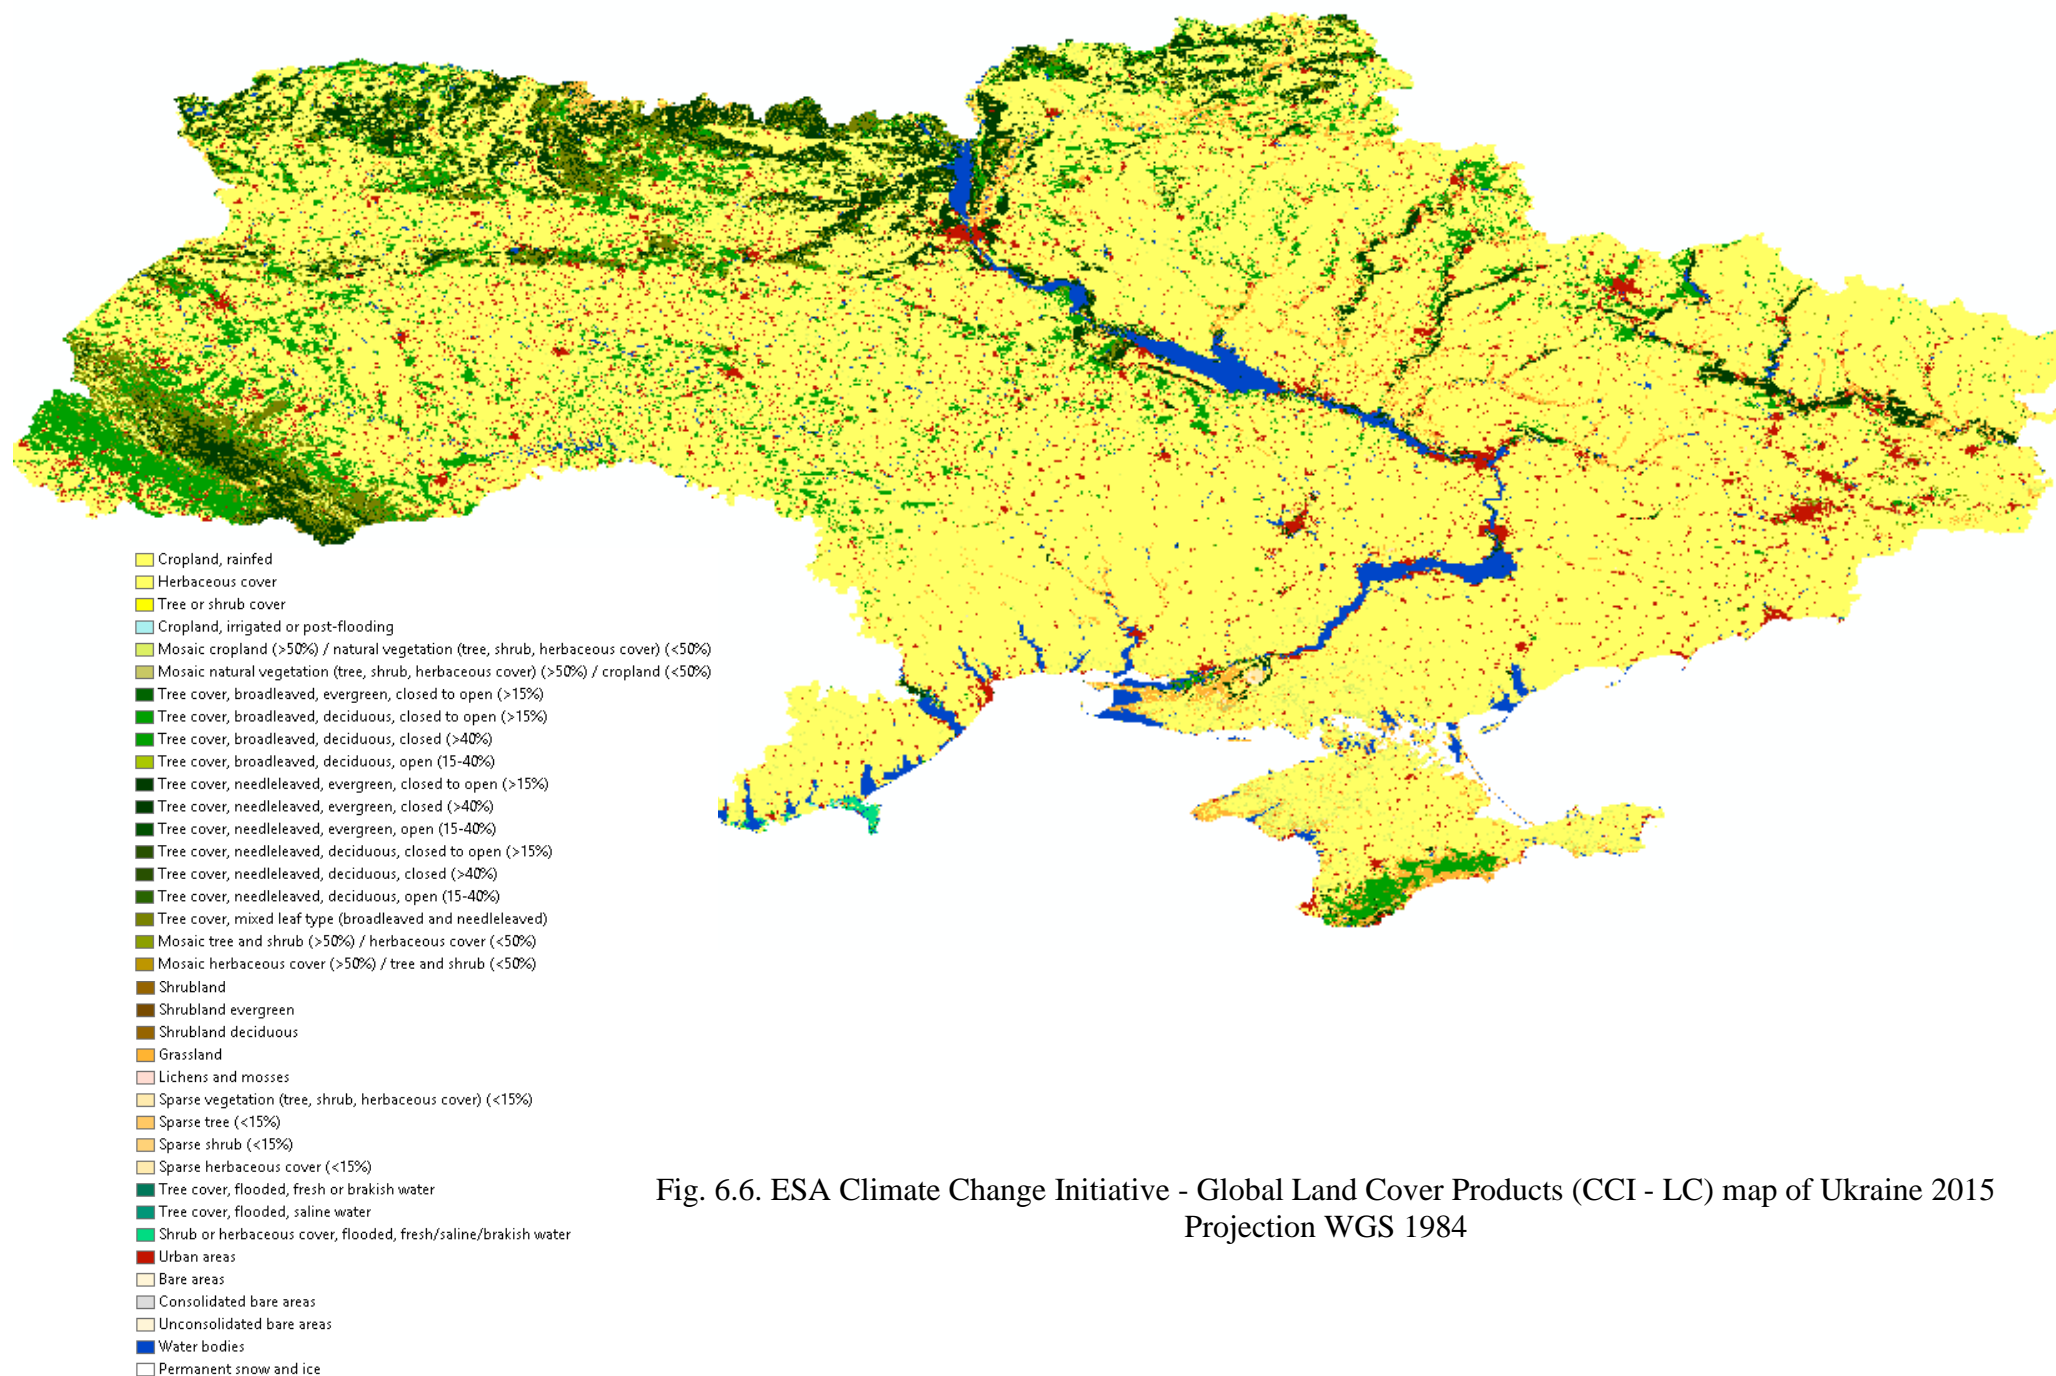 Cropland, rainfed
Herbaceous cover
Tree or shrub cover
Cropland, irrigated or post-flooding
Mosaic cropland (>50%) / natural vegetation (tree, shrub, herbaceous cover) (<50%)
Mosaic natural vegetation (tree, shrub, herbaceous cover) (>50%) / cropland (<50%)
Tree cover, broadleaved, evergreen, closed to open (>15%)
Tree cover, broadleaved, deciduous, closed to open (>15%)
Tree cover, broadleaved, deciduous, closed (>40%)
Tree cover, broadleaved, deciduous, open (15-40%)
Tree cover, needleleaved, evergreen, closed to open (>15%)
Tree cover, needleleaved, evergreen, closed (>40%)
Tree cover, needleleaved, evergreen, open (15-40%)
Tree cover, needleleaved, deciduous, closed to open (>15%)
Tree cover, needleleaved, deciduous, closed (>40%)
Tree cover, needleleaved, deciduous, open (15-40%)
Tree cover, mixed leaf type (broadleaved and needleleaved)
Mosaic tree and shrub (>50%) / herbaceous cover (<50%)
Mosaic herbaceous cover (>50%) / tree and shrub (<50%)
Shrubland
Shrubland evergreen
Shrubland deciduous
Grassland
Lichens and mosses
Sparse vegetation (tree, shrub, herbaceous cover) (<15%)
Sparse tree (<15%)
Sparse shrub (<15%)
Sparse herbaceous cover (<15%)
Tree cover, flooded, fresh or brakish water
Tree cover, flooded, saline water
Shrub or herbaceous cover, flooded, fresh/saline/brakish water
Urban areas
Bare areas
Consolidated bare areas
Unconsolidated bare areas
Water bodies
Permanent snow and ice
Fig. 6.6. ESA Climate Change Initiative - Global Land Cover Products (CCI - LC) map of Ukraine 2015
Projection WGS 1984